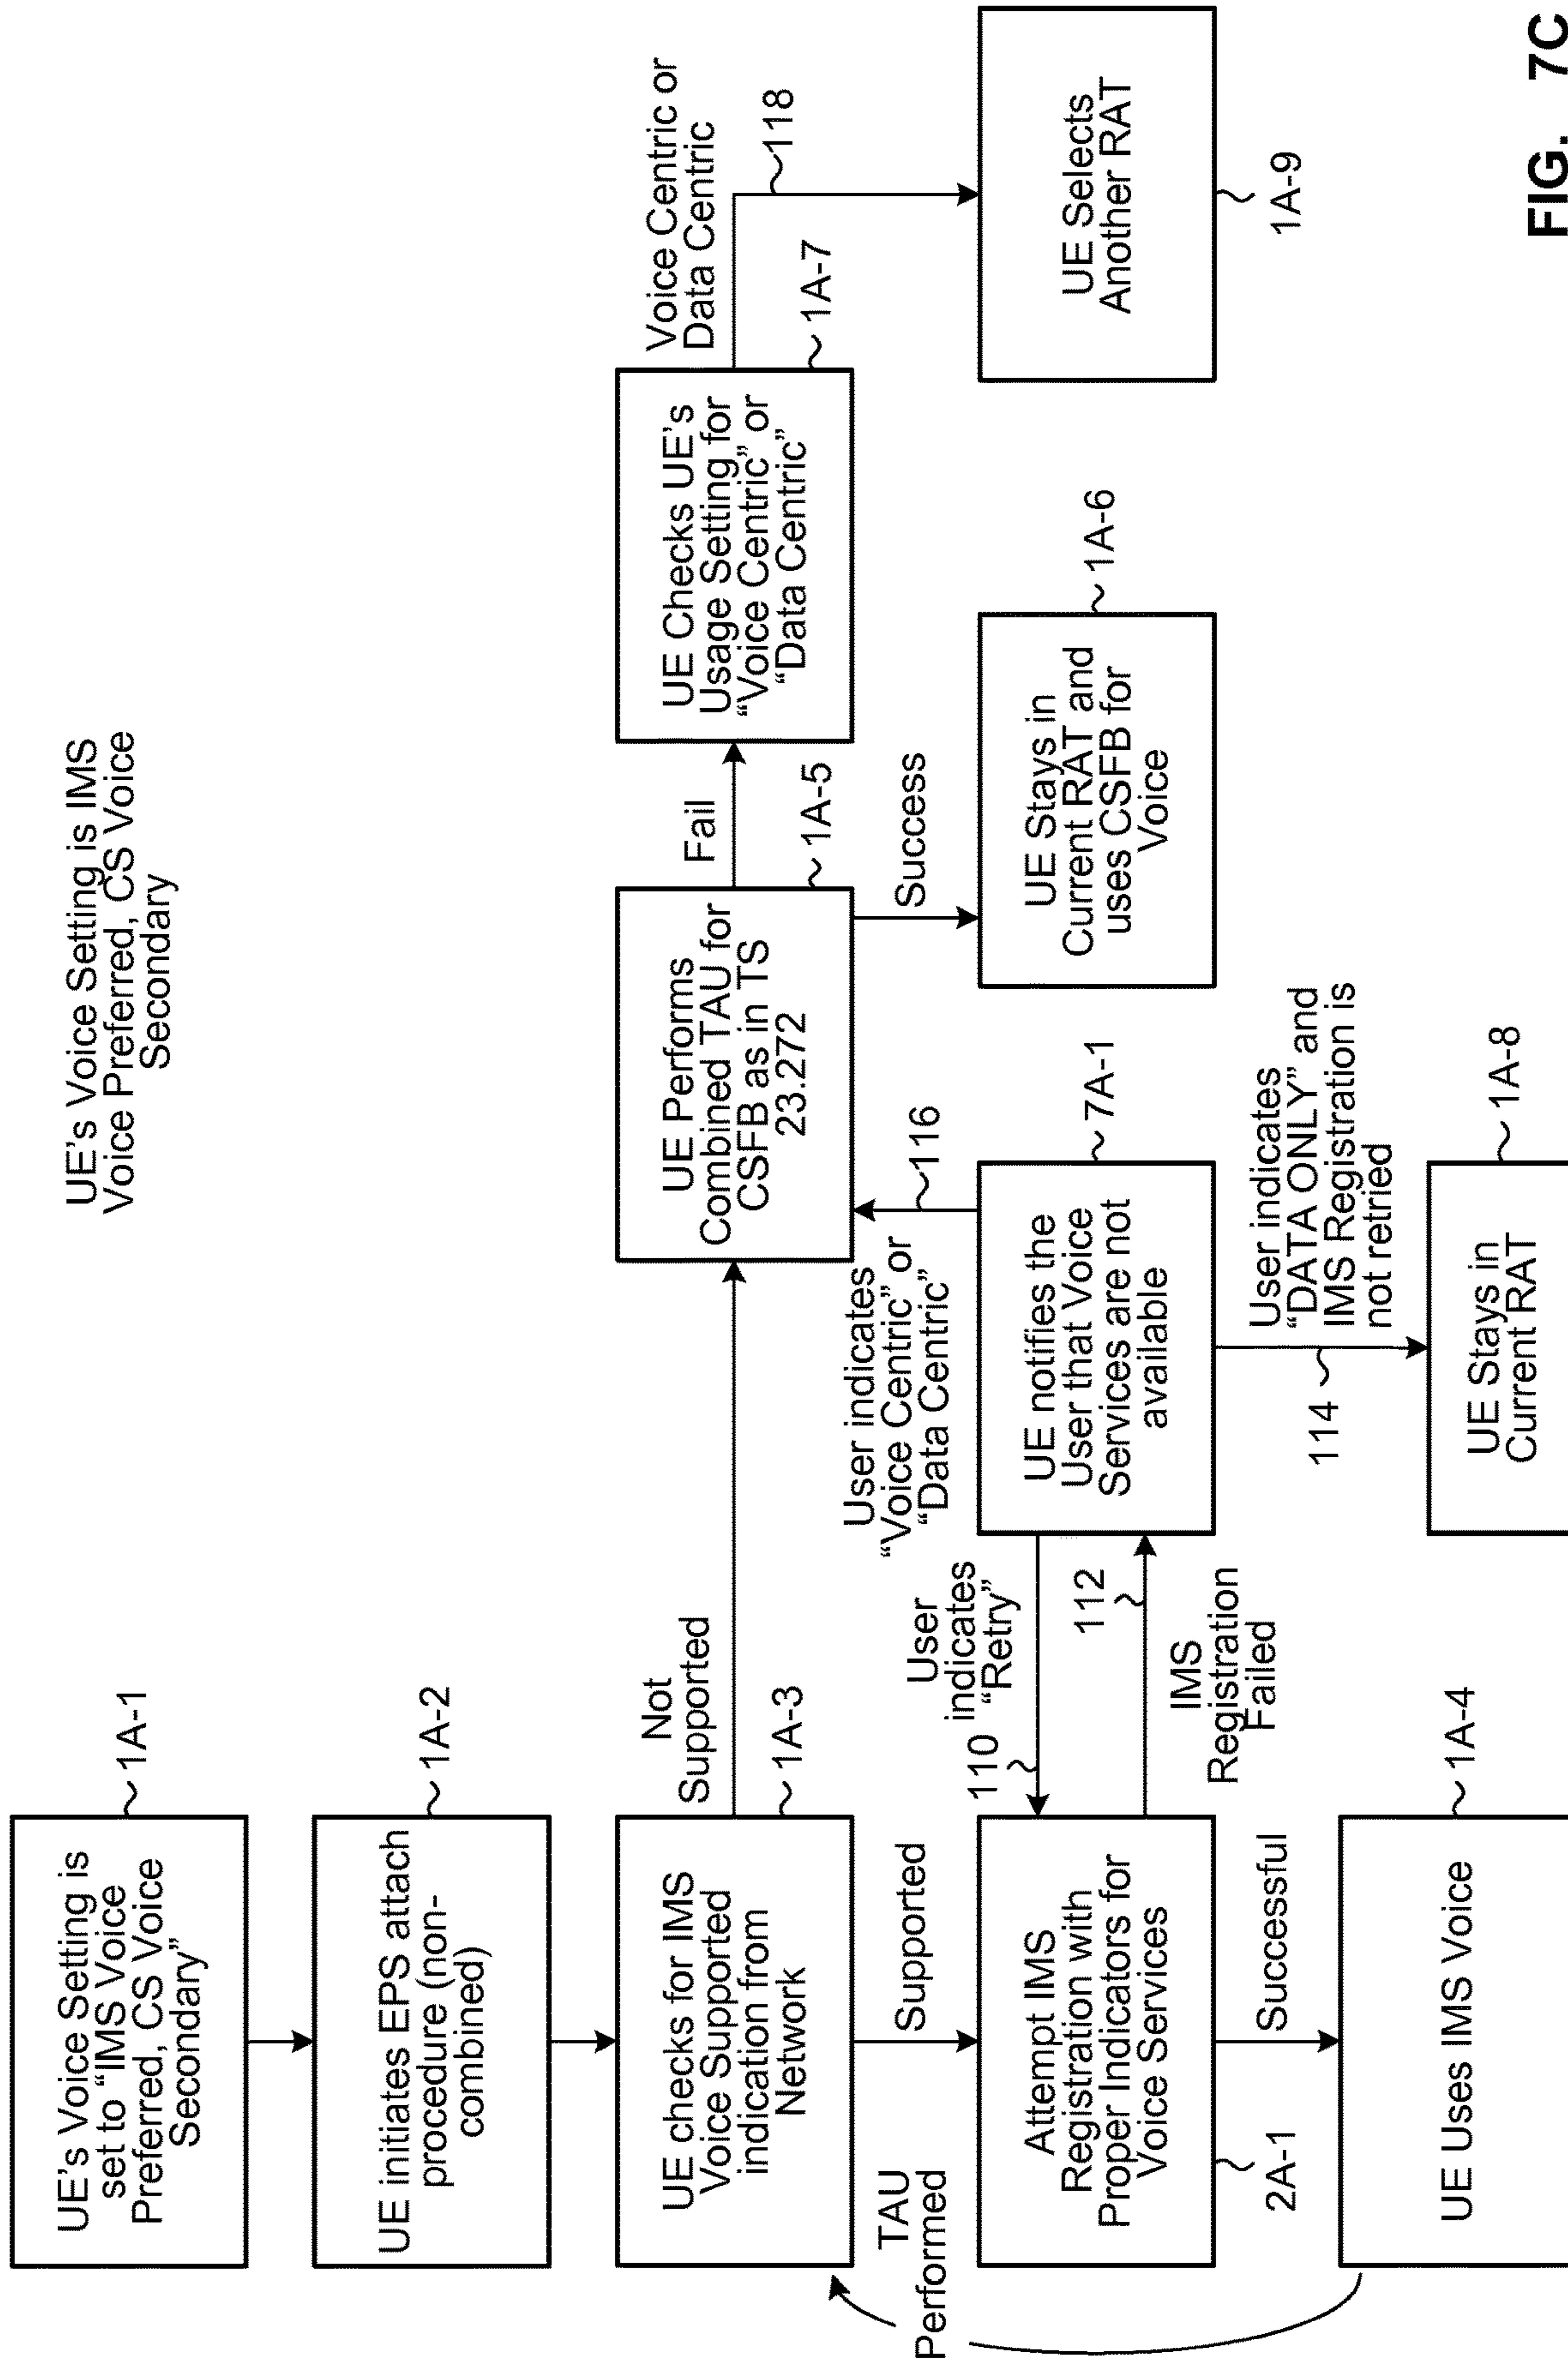 UE's Voice Setting is IMS
Voice Preferred, CS Voice
Secondary
UE's Voice Setting is
set to "IMS Voice
Preferred, CS Voice
Secondary"
1A-1
UE initiates EPS attach
procedure (non-
combined)
1A-2
UE checks for IMS
Voice Supported
indication from
Network
1A-3
Not
Supported
UE Performs
Combined TAU for
CSFB as in TS
23.272
1A-5
Fail
UE Checks UE's
Usage Setting for
"Voice Centric" or
"Data Centric"
1A-7
Voice Centric or
Data Centric
118
Supported
TAU
Performed
User indicates
"Voice Centric" or
"Data Centric"
116
Success
Attempt IMS
Registration with
Proper Indicators for
Voice Services
2A-1
User
indicates
"Retry"
110
112
IMS
Registration
Failed
UE notifies the
User that Voice
Services are not
available
7A-1
UE Stays in
Current RAT and
uses CSFB for
Voice
1A-6
UE Selects
Another RAT
1A-9
Successful
114
User indicates
"DATA ONLY" and
IMS Registration is
not retried
UE Uses IMS Voice
1A-4
UE Stays in
Current RAT
1A-8
FIG. 7C